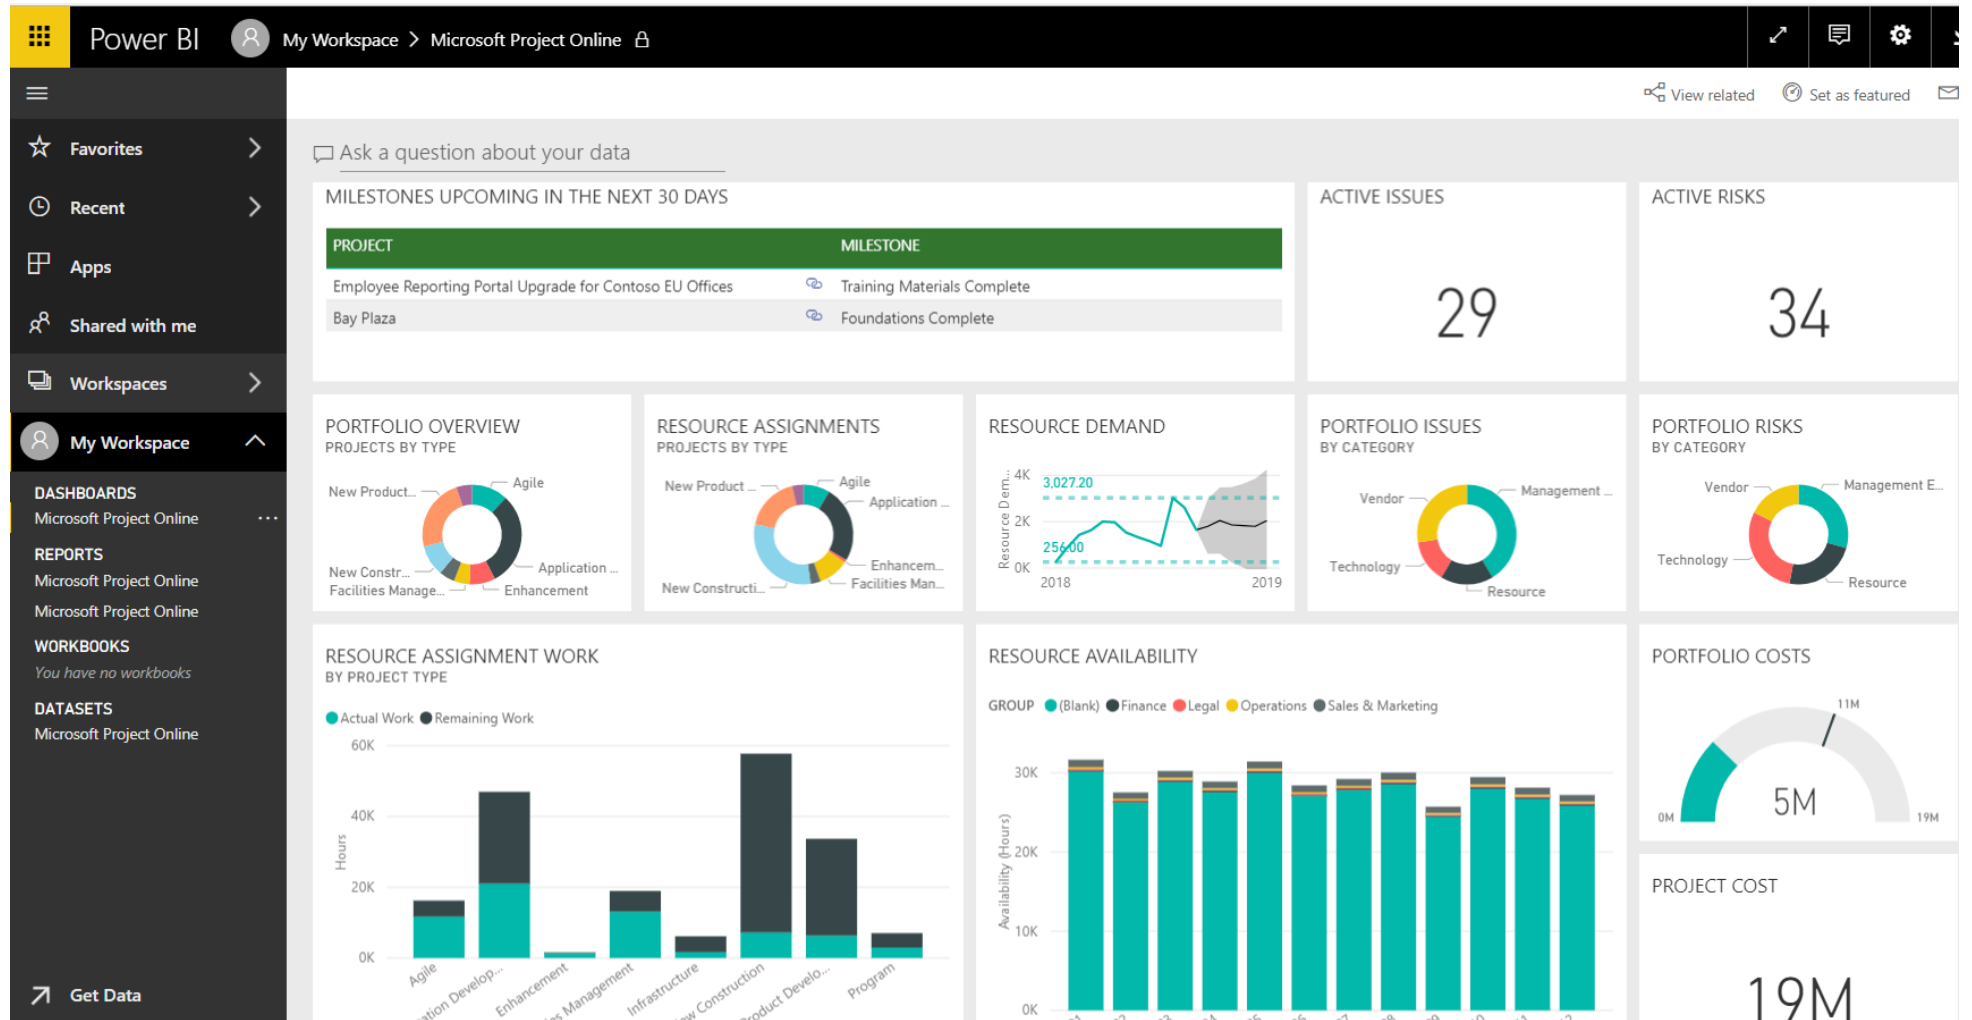 Power BI
My Workspace > Microsoft Project Online
View related
Set as featured
Favorites
Recent
Apps
Shared with me
Workspaces
My Workspace
DASHBOARDS
Microsoft Project Online ...
REPORTS
Microsoft Project Online
Microsoft Project Online
WORKBOOKS
You have no workbooks
DATASETS
Microsoft Project Online
Get Data
Ask a question about your data
MILESTONES UPCOMING IN THE NEXT 30 DAYS
PROJECT MILESTONE
Employee Reporting Portal Upgrade for Contoso EU Offices Training Materials Complete
Bay Plaza Foundations Complete
ACTIVE ISSUES
29
ACTIVE RISKS
34
PORTFOLIO OVERVIEW
PROJECTS BY TYPE
New Product...
Agile
New Constr...
Facilities Manage...
Application ...
Enhancement
RESOURCE ASSIGNMENTS
PROJECTS BY TYPE
New Product ...
Agile
Application ...
Enhancem...
Facilities Man...
New Constructi...
RESOURCE DEMAND
Resource Dem...
4K
3,027.20
2K
256.00
0K
2018 2019
PORTFOLIO ISSUES
BY CATEGORY
Vendor
Management ...
Technology
Resource
PORTFOLIO RISKS
BY CATEGORY
Vendor
Management E...
Technology
Resource
RESOURCE ASSIGNMENT WORK
BY PROJECT TYPE
Actual Work Remaining Work
Hours
60K
40K
20K
0K
Agile
Enhancement
Infrastructure
Program
RESOURCE AVAILABILITY
GROUP (Blank) Finance Legal Operations Sales & Marketing
Availability (Hours)
30K
20K
10K
0K
PORTFOLIO COSTS
11M
0M
5M
19M
PROJECT COST
19M